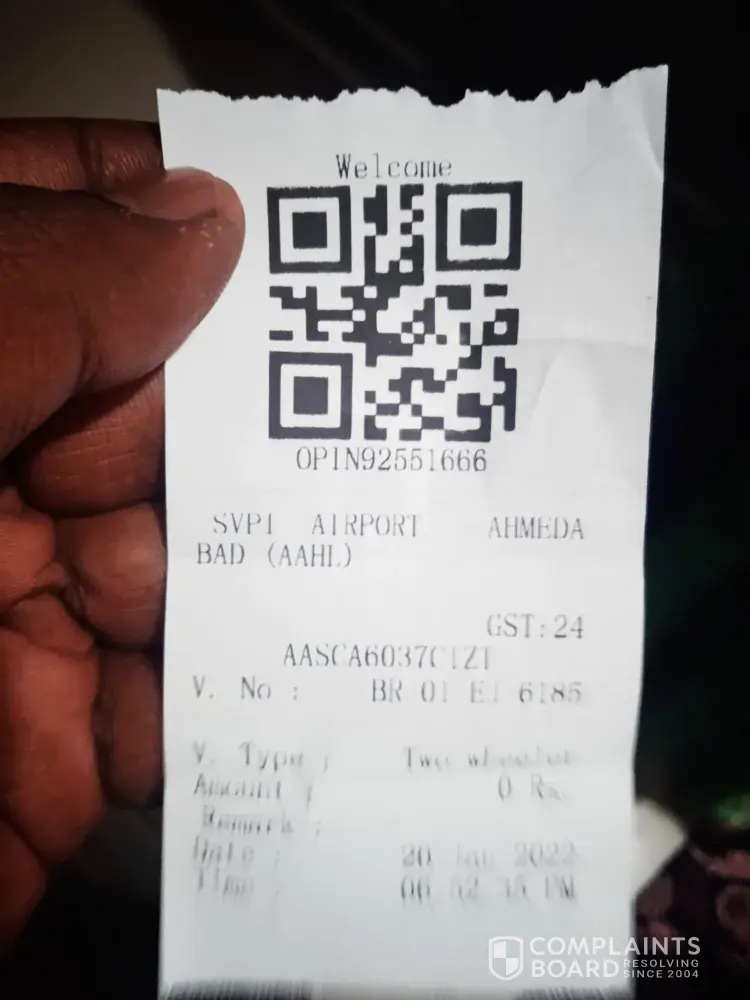 Welcome
OPIN92551666
SVPI AIRPORT AHMEDA
BAD (AAHL)
GST:24
V. No : BR 01 EJ 6185
V. Type : Two wheeler
Amount : 0 Rs.
Remark :
Date : 20 Jan 2022
Time : 06 52 35 PM
COMPLAINTS
BOARD RESOLVING
SINCE 2004